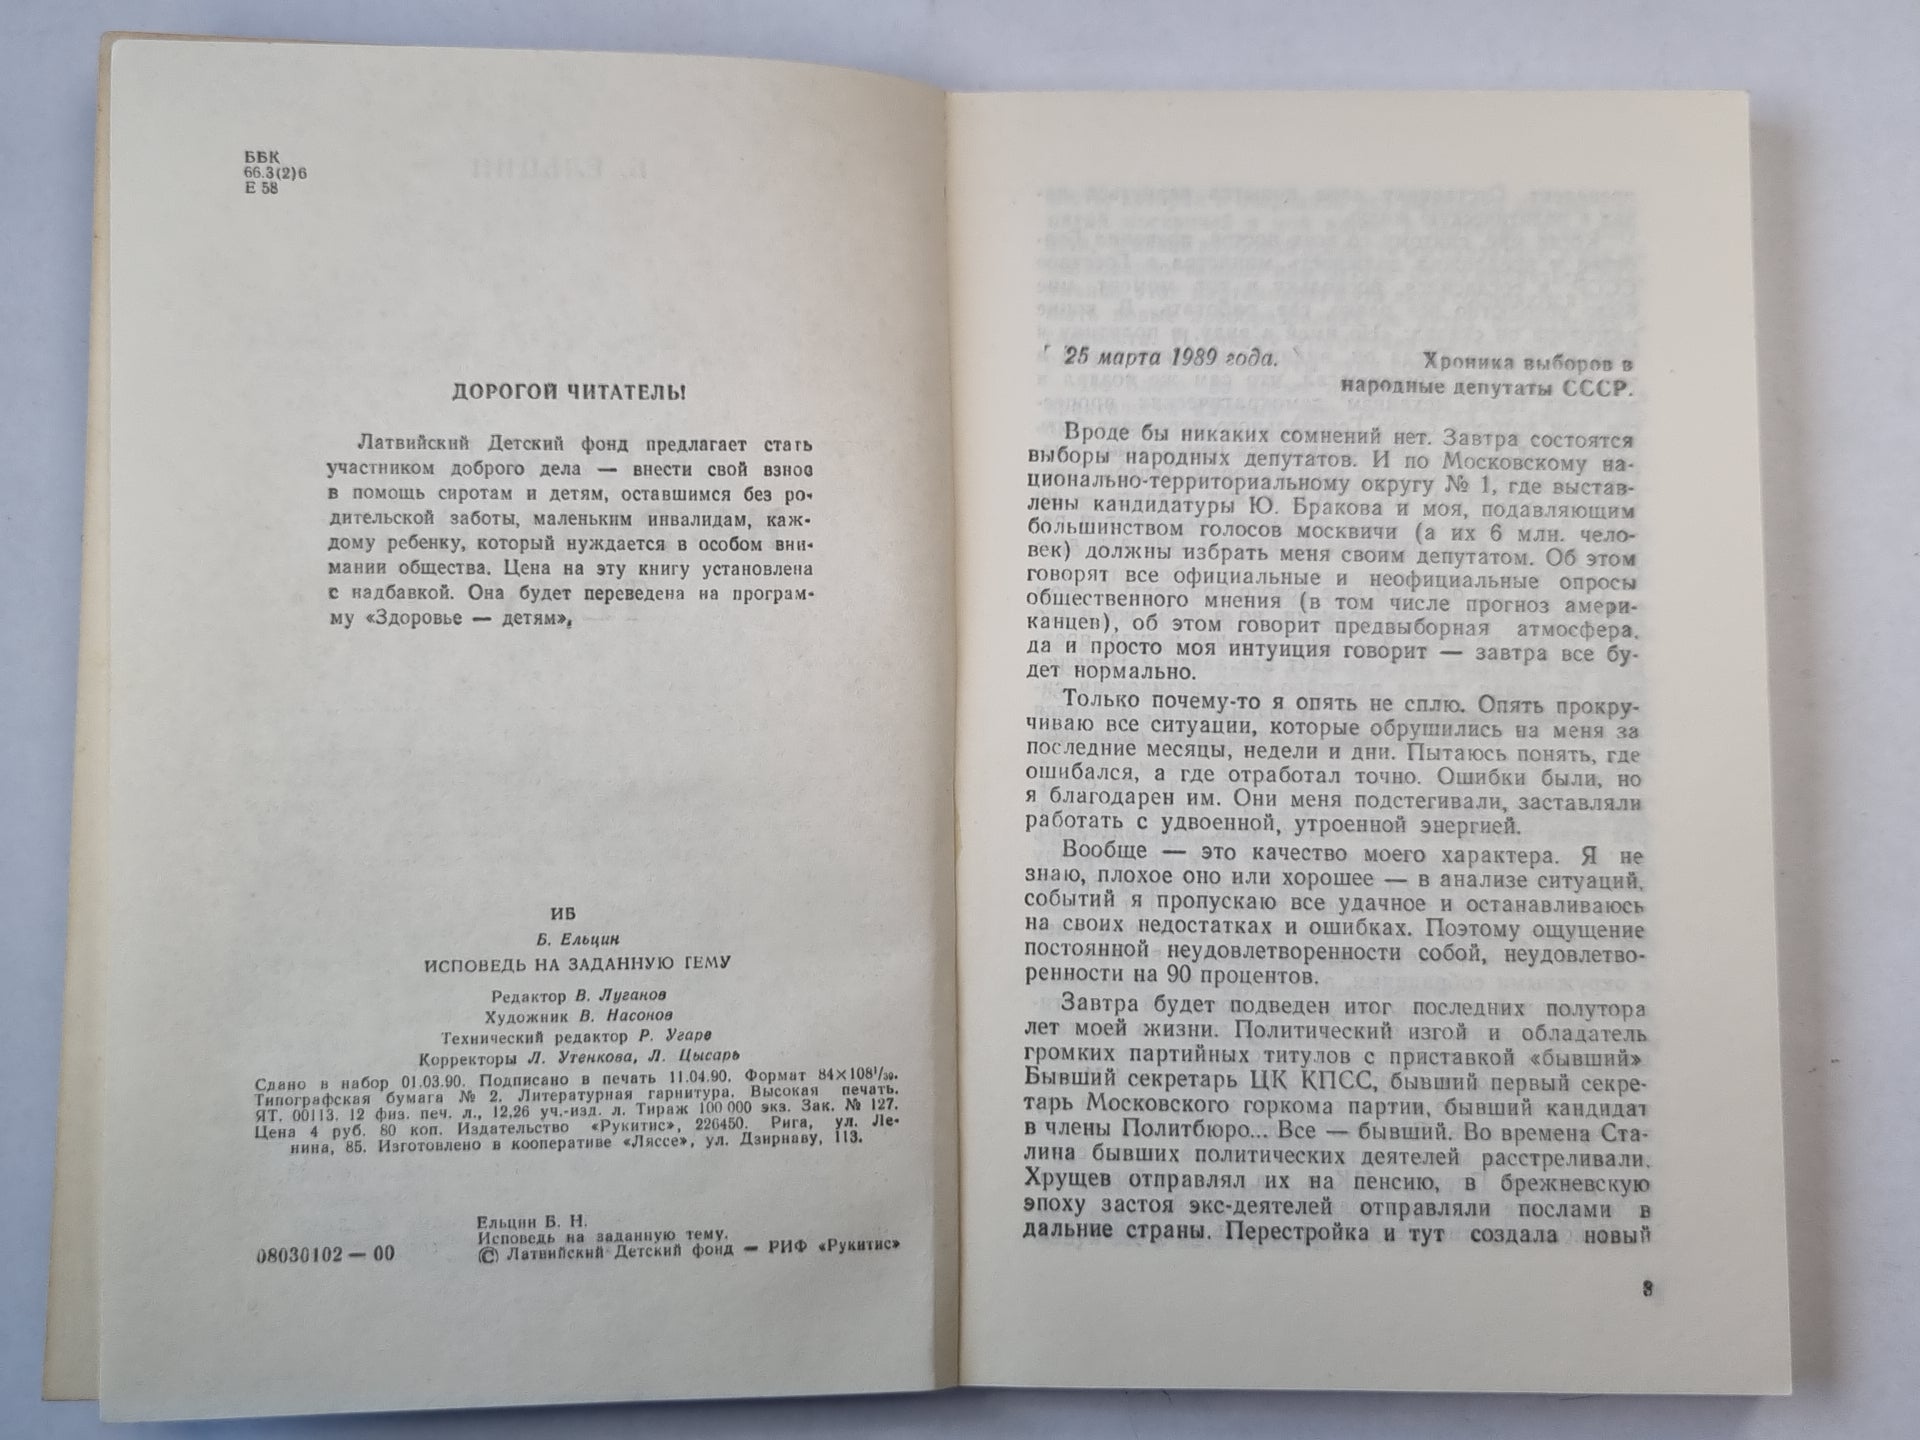 ББК
66.3(2)6
Е 58
ДОРОГОЙ ЧИТАТЕЛЬ!
Латвийский Детский фонд предлагает стать
участником доброго дела — внести свой взнос
в помощь сиротам и детям, оставшимся без ро-
дительской заботы, маленьким инвалидам, каж-
дому ребенку, который нуждается в особом вни-
мании общества. Цена на эту книгу установлена
с надбавкой. Она будет переведена на програм-
му «Здоровье — детям».
ИБ
Б. Ельцин
ИСПОВЕДЬ НА ЗАДАННУЮ ТЕМУ
Редактор В. Луганов
Художник В. Насонов
Технический редактор Р. Угаре
Корректоры Л. Утенкова, Л. Цысарь
Сдано в набор 01.03.90. Подписано в печать 11.04.90. Формат 84×108¹/₃₀.
Типографская бумага № 2. Литературная гарнитура. Высокая печать.
ЯТ. 00113. 12 физ. печ. л., 12,26 уч.-изд. л. Тираж 100 000 экз. Зак. № 127.
Цена 4 руб. 80 коп. Издательство «Рукитис», 226450. Рига, ул. Ле-
нина, 85. Изготовлено в кооперативе «Ляссе», ул. Дзирнаву, 113.
Ельцин Б. Н.
Исповедь на заданную тему.
08030102 — 00 © Латвийский Детский фонд — РИФ «Рукитис»
25 марта 1989 года. Хроника выборов в
народные депутаты СССР.
Вроде бы никаких сомнений нет. Завтра состоятся
выборы народных депутатов. И по Московскому на-
ционально-территориальному округу № 1, где выстав-
лены кандидатуры Ю. Бракова и моя, подавляющим
большинством голосов москвичи (а их 6 млн. чело-
век) должны избрать меня своим депутатом. Об этом
говорят все официальные и неофициальные опросы
общественного мнения (в том числе прогноз амери-
канцев), об этом говорит предвыборная атмосфера,
да и просто моя интуиция говорит — завтра все бу-
дет нормально.
Только почему-то я опять не сплю. Опять прокру-
чиваю все ситуации, которые обрушились на меня за
последние месяцы, недели и дни. Пытаюсь понять, где
ошибался, а где отработал точно. Ошибки были, но
я благодарен им. Они меня подстегивали, заставляли
работать с удвоенной, утроенной энергией.
Вообще — это качество моего характера. Я не
знаю, плохое оно или хорошее — в анализе ситуаций,
событий я пропускаю все удачное и останавливаюсь
на своих недостатках и ошибках. Поэтому ощущение
постоянной неудовлетворенности собой, неудовлетво-
ренности на 90 процентов.
Завтра будет подведен итог последних полутора
лет моей жизни. Политический изгой и обладатель
громких партийных титулов с приставкой «бывший»
Бывший секретарь ЦК КПСС, бывший первый секре-
тарь Московского горкома партии, бывший кандидат
в члены Политбюро... Все — бывший. Во времена Ста-
лина бывших политических деятелей расстреливали.
Хрущев отправлял их на пенсию, в брежневскую
эпоху застоя экс-деятелей отправляли послами в
дальние страны. Перестройка и тут создала новый
3